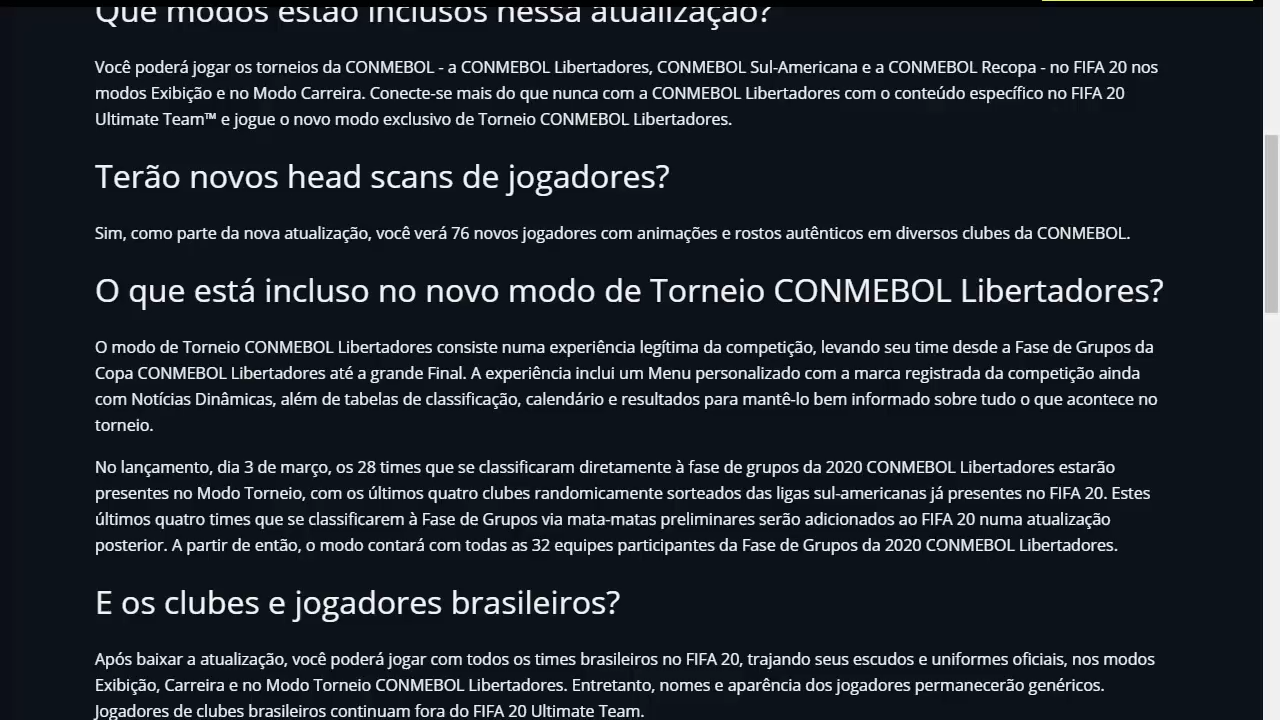 Que modos estão inclusos nessa atualização?
Você poderá jogar os torneios da CONMEBOL - a CONMEBOL Libertadores, CONMEBOL Sul-Americana e a CONMEBOL Recopa - no FIFA 20 nos
modos Exibição e no Modo Carreira. Conecte-se mais do que nunca com a CONMEBOL Libertadores com o conteúdo específico no FIFA 20
Ultimate Team™ e jogue o novo modo exclusivo de Torneio CONMEBOL Libertadores.
Terão novos head scans de jogadores?
Sim, como parte da nova atualização, você verá 76 novos jogadores com animações e rostos autênticos em diversos clubes da CONMEBOL.
O que está incluso no novo modo de Torneio CONMEBOL Libertadores?
O modo de Torneio CONMEBOL Libertadores consiste numa experiência legítima da competição, levando seu time desde a Fase de Grupos da
Copa CONMEBOL Libertadores até a grande Final. A experiência inclui um Menu personalizado com a marca registrada da competição ainda
com Notícias Dinâmicas, além de tabelas de classificação, calendário e resultados para mantê-lo bem informado sobre tudo o que acontece no
torneio.
No lançamento, dia 3 de março, os 28 times que se classificaram diretamente à fase de grupos da 2020 CONMEBOL Libertadores estarão
presentes no Modo Torneio, com os últimos quatro clubes randomicamente sorteados das ligas sul-americanas já presentes no FIFA 20. Estes
últimos quatro times que se classificarem à Fase de Grupos via mata-matas preliminares serão adicionados ao FIFA 20 numa atualização
posterior. A partir de então, o modo contará com todas as 32 equipes participantes da Fase de Grupos da 2020 CONMEBOL Libertadores.
E os clubes e jogadores brasileiros?
Após baixar a atualização, você poderá jogar com todos os times brasileiros no FIFA 20, trajando seus escudos e uniformes oficiais, nos modos
Exibição, Carreira e no Modo Torneio CONMEBOL Libertadores. Entretanto, nomes e aparência dos jogadores permanecerão genéricos.
Jogadores de clubes brasileiros continuam fora do FIFA 20 Ultimate Team.